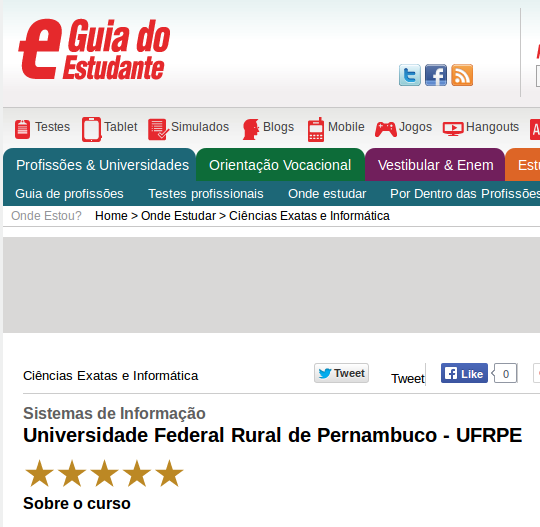 e Guia do
Estudante
Testes Tablet Simulados Blogs Mobile Jogos Hangouts
Profissões & Universidades Orientação Vocacional Vestibular & Enem
Guia de profissões Testes profissionais Onde estudar Por Dentro das Profissões
Onde Estou? Home > Onde Estudar > Ciências Exatas e Informática
Ciências Exatas e Informática Tweet Tweet Like 0
Sistemas de Informação
Universidade Federal Rural de Pernambuco - UFRPE
Sobre o curso